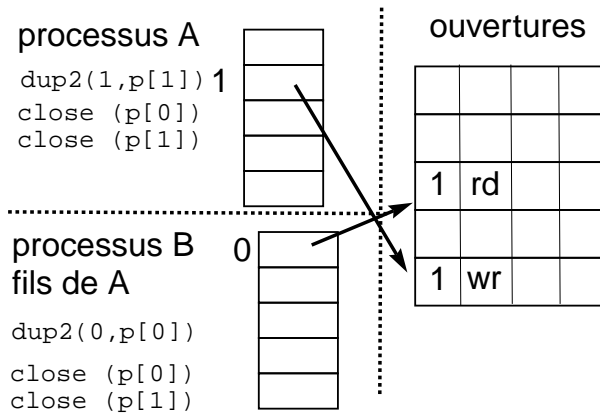 processus A
dup2(1,p[1]) 1
close (p[0])
close (p[1])
processus B
fils de A
0
dup2(0,p[0])
close (p[0])
close (p[1])
ouvertures
1 rd
1 wr